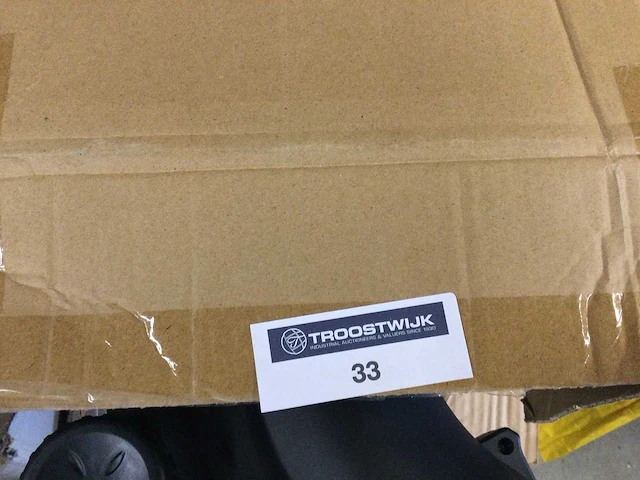 TROOSTWIJK
INDUSTRIAL AUCTIONEERS & VALUERS SINCE 1930
33